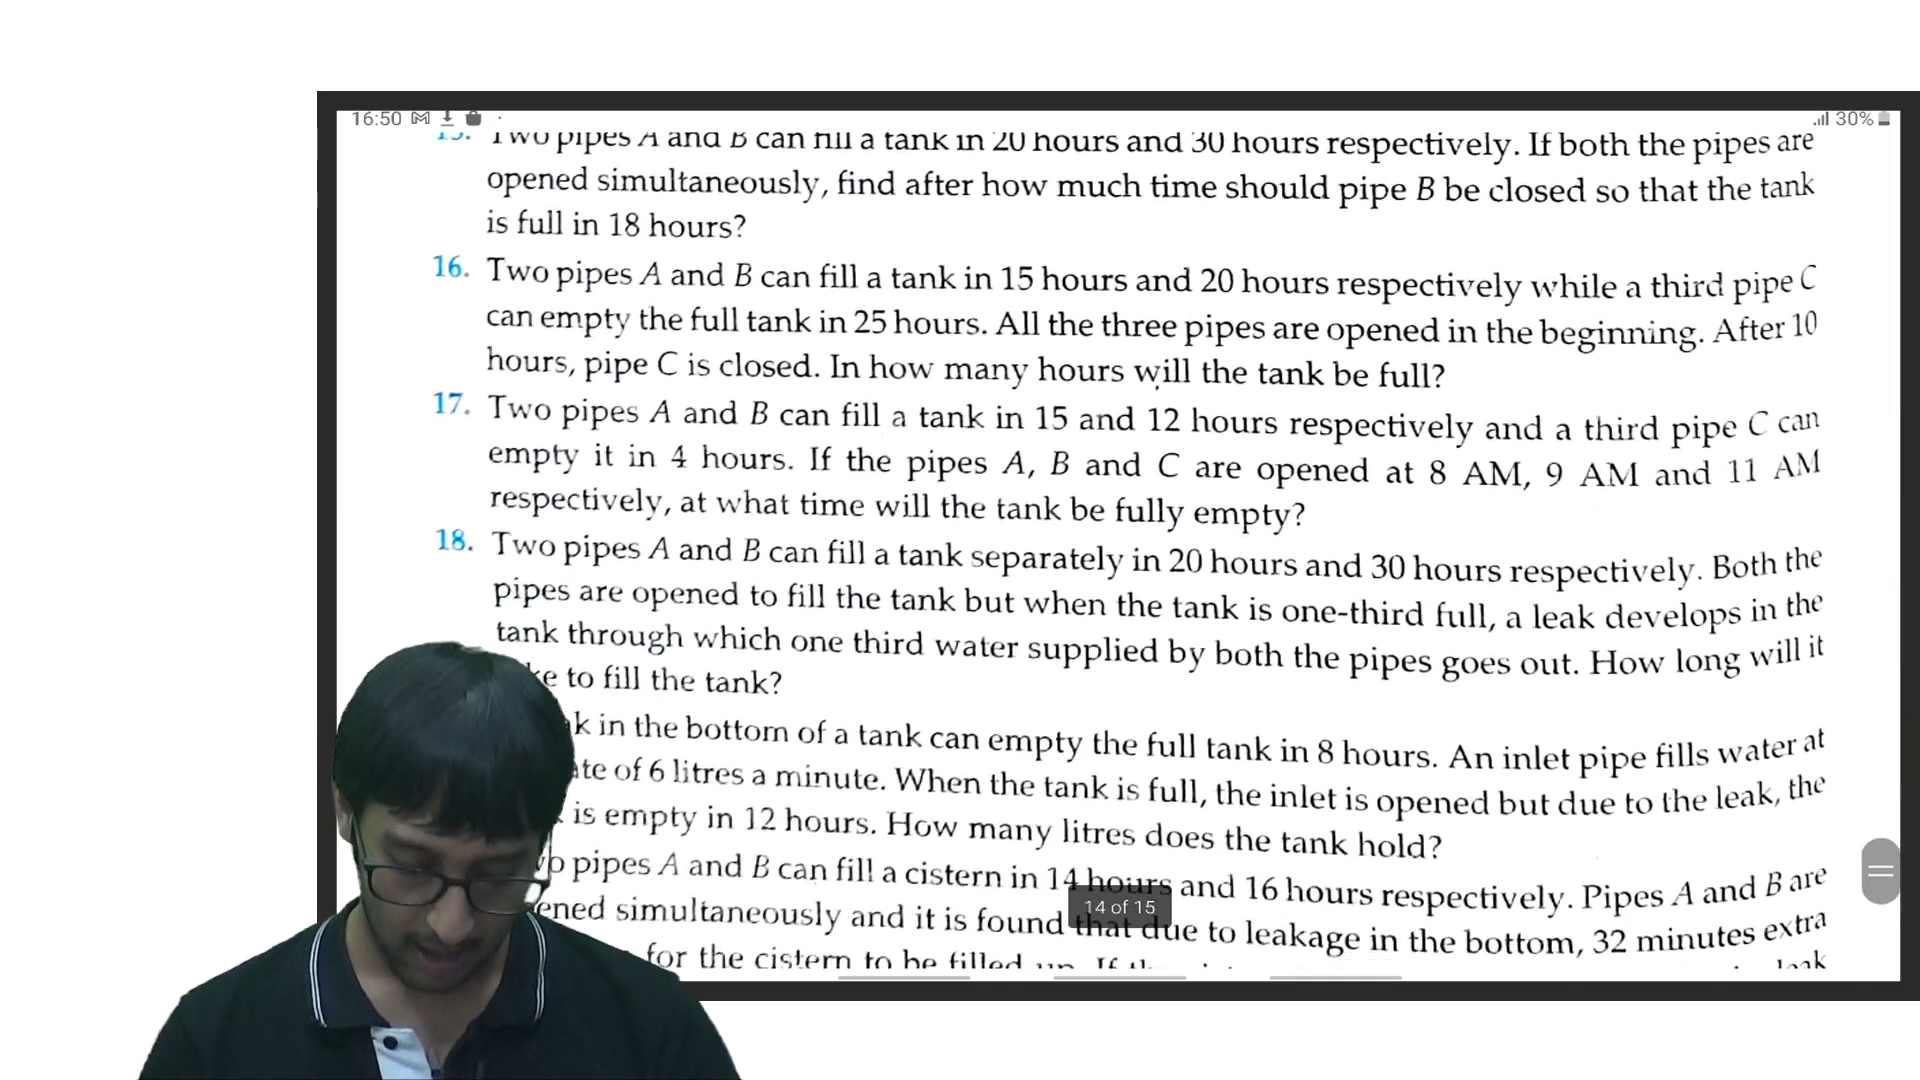 16:50
30%
15. Two pipes A and B can fill a tank in 20 hours and 30 hours respectively. If both the pipes are
opened simultaneously, find after how much time should pipe B be closed so that the tank
is full in 18 hours?
16. Two pipes A and B can fill a tank in 15 hours and 20 hours respectively while a third pipe C
can empty the full tank in 25 hours. All the three pipes are opened in the beginning. After 10
hours, pipe C is closed. In how many hours will the tank be full?
17. Two pipes A and B can fill a tank in 15 and 12 hours respectively and a third pipe C can
empty it in 4 hours. If the pipes A, B and C are opened at 8 AM, 9 AM and 11 AM
respectively, at what time will the tank be fully empty?
18. Two pipes A and B can fill a tank separately in 20 hours and 30 hours respectively. Both the
pipes are opened to fill the tank but when the tank is one-third full, a leak develops in the
tank through which one third water supplied by both the pipes goes out. How long will it
to fill the tank?
in the bottom of a tank can empty the full tank in 8 hours. An inlet pipe fills water at
of 6 litres a minute. When the tank is full, the inlet is opened but due to the leak, the
is empty in 12 hours. How many litres does the tank hold?
pipes A and B can fill a cistern in 14 hours and 16 hours respectively. Pipes A and B are
14 of 15
simultaneously and it is found that due to leakage in the bottom, 32 minutes extra
for the cistern to be filled up. If
leak